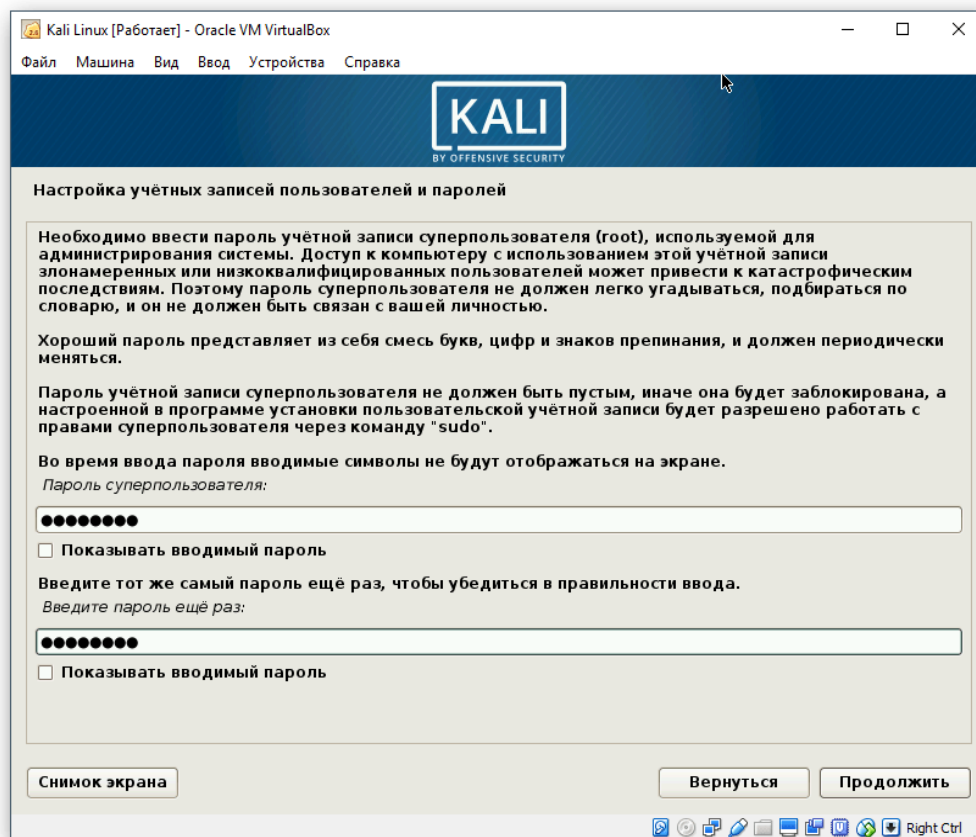 Kali Linux [Работает] - Oracle VM VirtualBox
Файл Машина Вид Ввод Устройства Справка
KALI
BY OFFENSIVE SECURITY
Настройка учётных записей пользователей и паролей
Необходимо ввести пароль учётной записи суперпользователя (root), используемой для
администрирования системы. Доступ к компьютеру с использованием этой учётной записи
злонамеренных или низкоквалифицированных пользователей может привести к катастрофическим
последствиям. Поэтому пароль суперпользователя не должен легко угадываться, подбираться по
словарю, и он не должен быть связан с вашей личностью.
Хороший пароль представляет из себя смесь букв, цифр и знаков препинания, и должен периодически
меняться.
Пароль учётной записи суперпользователя не должен быть пустым, иначе она будет заблокирована, а
настроенной в программе установки пользовательской учётной записи будет разрешено работать с
правами суперпользователя через команду "sudo".
Во время ввода пароля вводимые символы не будут отображаться на экране.
Пароль суперпользователя:
●●●●●●●●
Показывать вводимый пароль
Введите тот же самый пароль ещё раз, чтобы убедиться в правильности ввода.
Введите пароль ещё раз:
●●●●●●●●
Показывать вводимый пароль
Снимок экрана Вернуться Продолжить
Right Ctrl